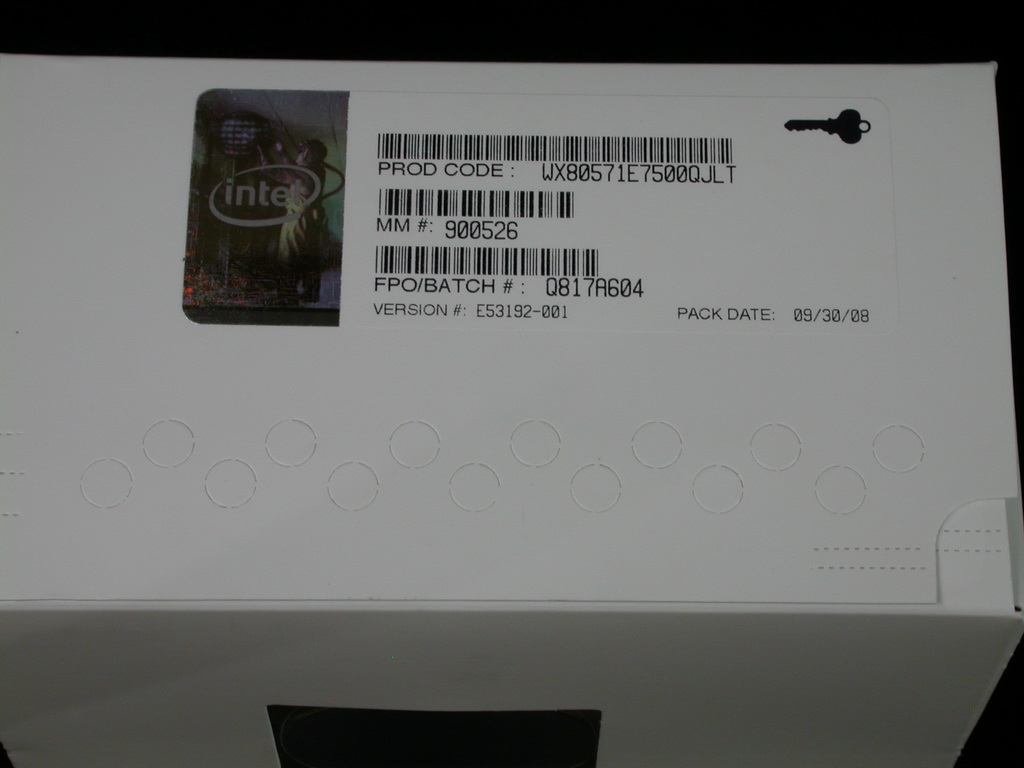 intel
PROD CODE : WX80571E7500QJLT
MM #: 900526
FPO/BATCH # : Q817A604
VERSION #: E53192-001 PACK DATE: 09/30/08